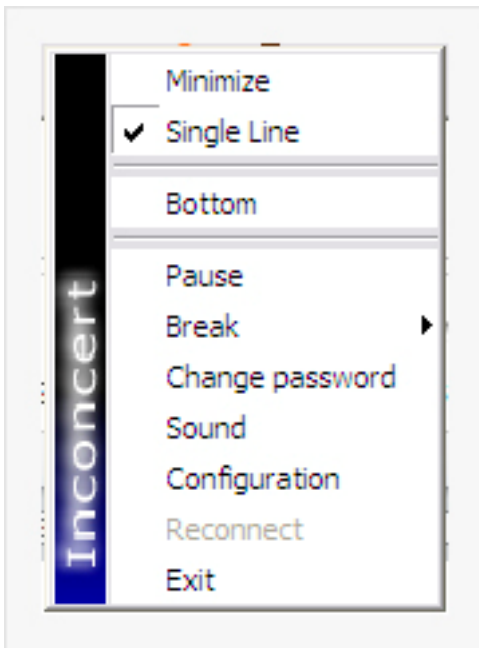 Minimize
Single Line
Bottom
Pause
Break
Change password
Sound
Configuration
Reconnect
Exit
Inconcert